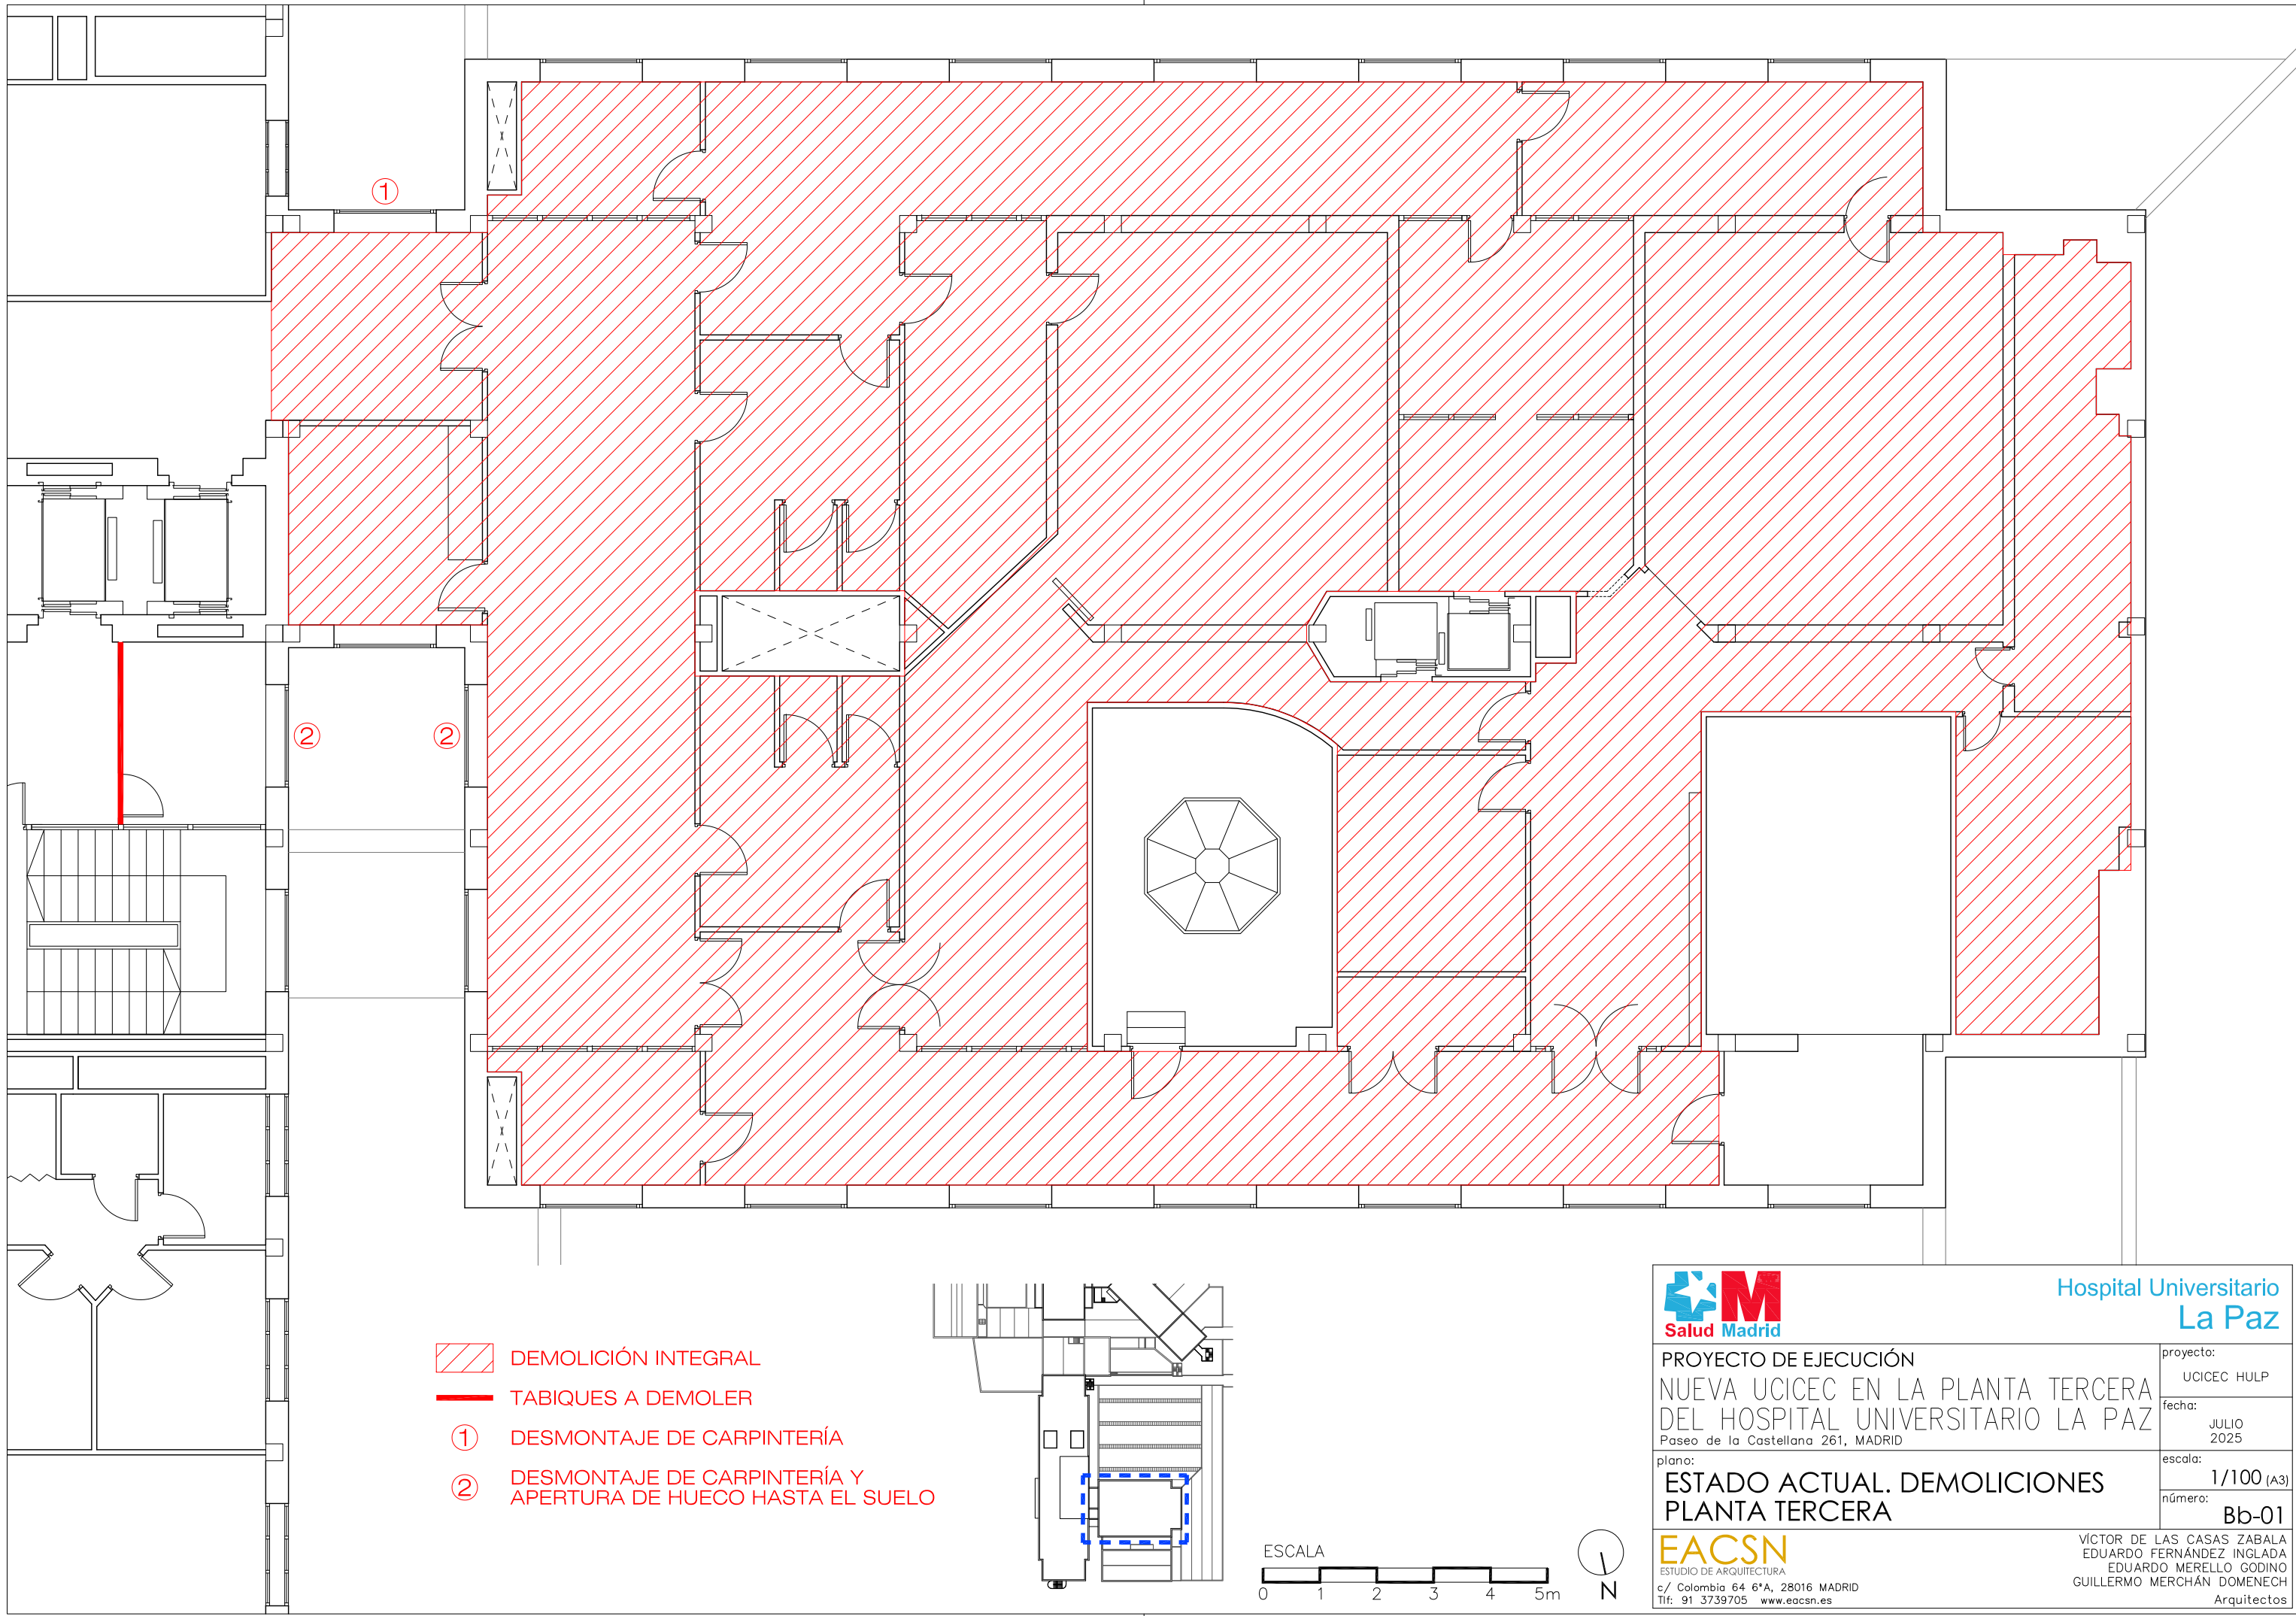 ①
②
②
DEMOLICIÓN INTEGRAL
TABIQUES A DEMOLER
① DESMONTAJE DE CARPINTERÍA
② DESMONTAJE DE CARPINTERÍA Y
APERTURA DE HUECO HASTA EL SUELO
ESCALA
0 1 2 3 4 5m
N
Salud Madrid
Hospital Universitario
La Paz
PROYECTO DE EJECUCIÓN
NUEVA UCICEC EN LA PLANTA TERCERA
DEL HOSPITAL UNIVERSITARIO LA PAZ
Paseo de la Castellana 261, MADRID
proyecto:
UCICEC HULP
fecha:
JULIO
2025
plano:
ESTADO ACTUAL. DEMOLICIONES
PLANTA TERCERA
escala:
1/100 (A3)
número:
Bb-01
EACSN
ESTUDIO DE ARQUITECTURA
c/ Colombia 64 6ºA, 28016 MADRID
Tlf: 91 3739705 www.eacsn.es
VÍCTOR DE LAS CASAS ZABALA
EDUARDO FERNÁNDEZ INGLADA
EDUARDO MERELLO GODINO
GUILLERMO MERCHÁN DOMENECH
Arquitectos